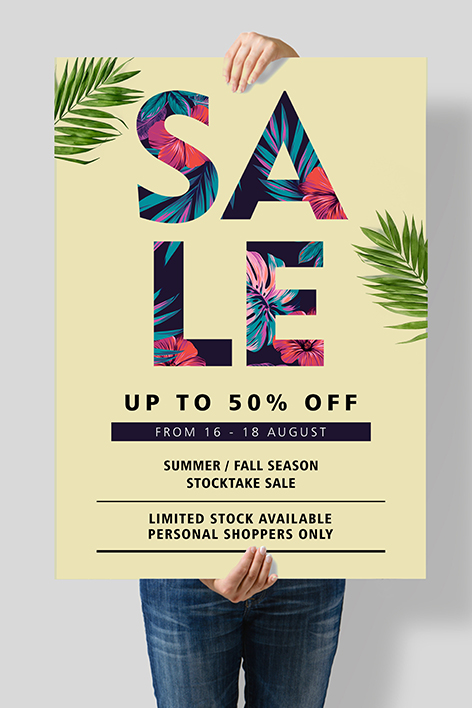 SA
LE
UP TO 50% OFF
FROM 16 - 18 AUGUST
SUMMER / FALL SEASON
STOCKTAKE SALE
LIMITED STOCK AVAILABLE
PERSONAL SHOPPERS ONLY